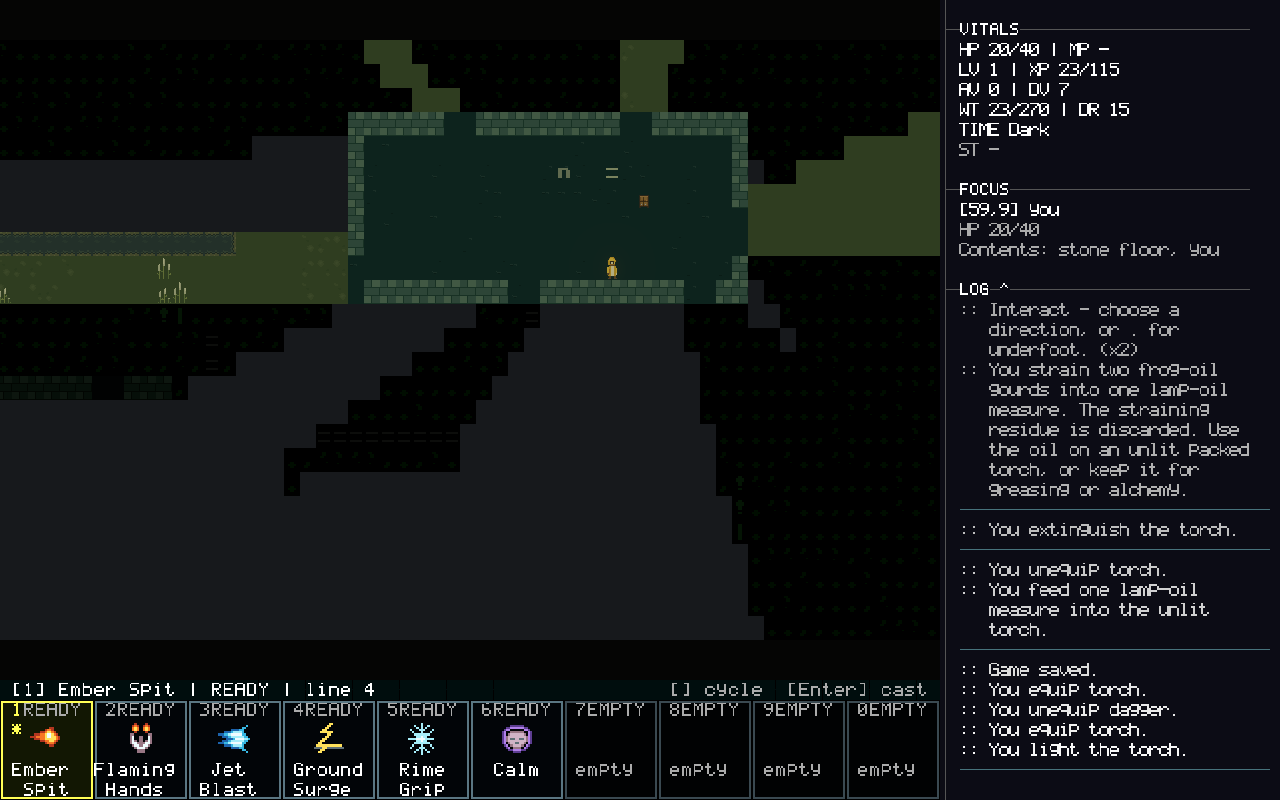 VITALS
HP 20/40 | MP -
LV 1 | XP 23/115
AV 0 | DV 7
WT 23/270 | DR 15
TIME Dark
ST -
FOCUS
[59,9] You
HP 20/40
Contents: stone floor, You
LOG ^
:: Interact - choose a
direction, or . for
underfoot. (x2)
:: You strain two frog-oil
gourds into one lamp-oil
measure. The straining
residue is discarded. Use
the oil on an unlit packed
torch, or keep it for
greasing or alchemy.
:: You extinguish the torch.
:: You unequip torch.
:: You feed one lamp-oil
measure into the unlit
torch.
:: Game saved.
:: You equip torch.
:: You unequip dagger.
:: You equip torch.
:: You light the torch.
n =
[1] Ember Spit | READY | line 4 [] cycle [Enter] cast
1READY 2READY 3READY 4READY 5READY 6READY 7EMPTY 8EMPTY 9EMPTY 0EMPTY
*
Ember Flaming Jet Ground Rime Calm empty empty empty empty
Spit Hands Blast Surge Grip